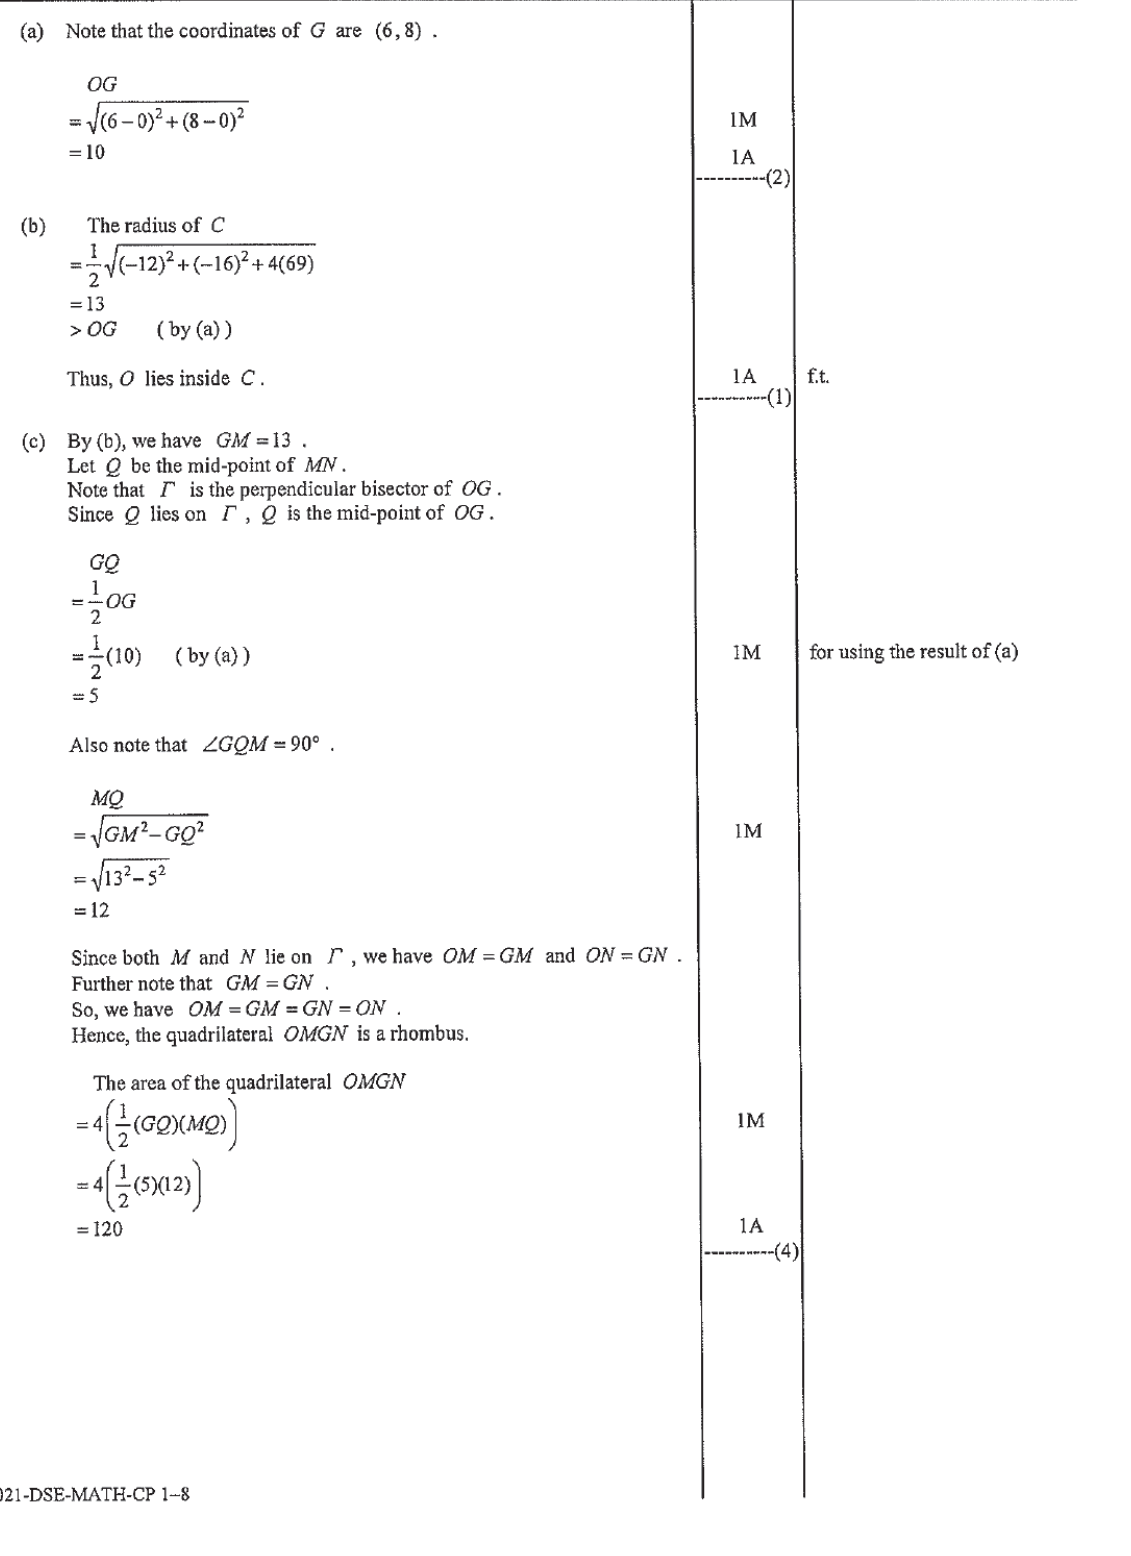 (a) Note that the coordinates of G are (6, 8) .
OG
= √((6 – 0)² + (8 – 0)²) 1M
= 10 1A
----------(2)
(b) The radius of C
= 1/2 √((–12)² + (–16)² + 4(69))
= 13
> OG ( by (a) )
Thus, O lies inside C . 1A f.t.
----------(1)
(c) By (b), we have GM = 13 .
Let Q be the mid-point of MN .
Note that Γ is the perpendicular bisector of OG .
Since Q lies on Γ , Q is the mid-point of OG .
GQ
= 1/2 OG
= 1/2 (10) ( by (a) ) 1M for using the result of (a)
= 5
Also note that ∠GQM = 90° .
MQ
= √(GM² – GQ²) 1M
= √(13² – 5²)
= 12
Since both M and N lie on Γ , we have OM = GM and ON = GN .
Further note that GM = GN .
So, we have OM = GM = GN = ON .
Hence, the quadrilateral OMGN is a rhombus.
The area of the quadrilateral OMGN
= 4(1/2 (GQ)(MQ)) 1M
= 4(1/2 (5)(12))
= 120 1A
----------(4)
021-DSE-MATH-CP 1–8